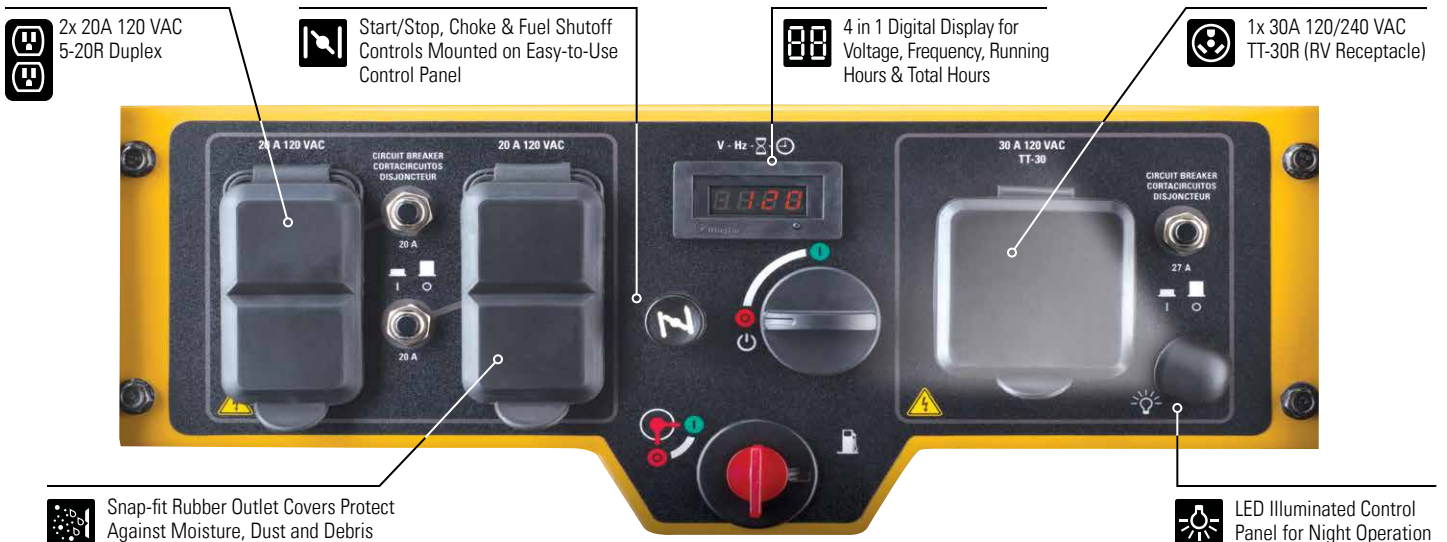 2x 20A 120 VAC
5-20R Duplex
Start/Stop, Choke & Fuel Shutoff
Controls Mounted on Easy-to-Use
Control Panel
4 in 1 Digital Display for
Voltage, Frequency, Running
Hours & Total Hours
1x 30A 120/240 VAC
TT-30R (RV Receptacle)
20 A 120 VAC
CIRCUIT BREAKER
CORTACIRCUITOS
DISJONCTEUR
20 A
I O
20 A
20 A 120 VAC
V - Hz -
120
I
O
I
O
30 A 120 VAC
TT-30
CIRCUIT BREAKER
CORTACIRCUITOS
DISJONCTEUR
27 A
I O
Snap-fit Rubber Outlet Covers Protect
Against Moisture, Dust and Debris
LED Illuminated Control
Panel for Night Operation